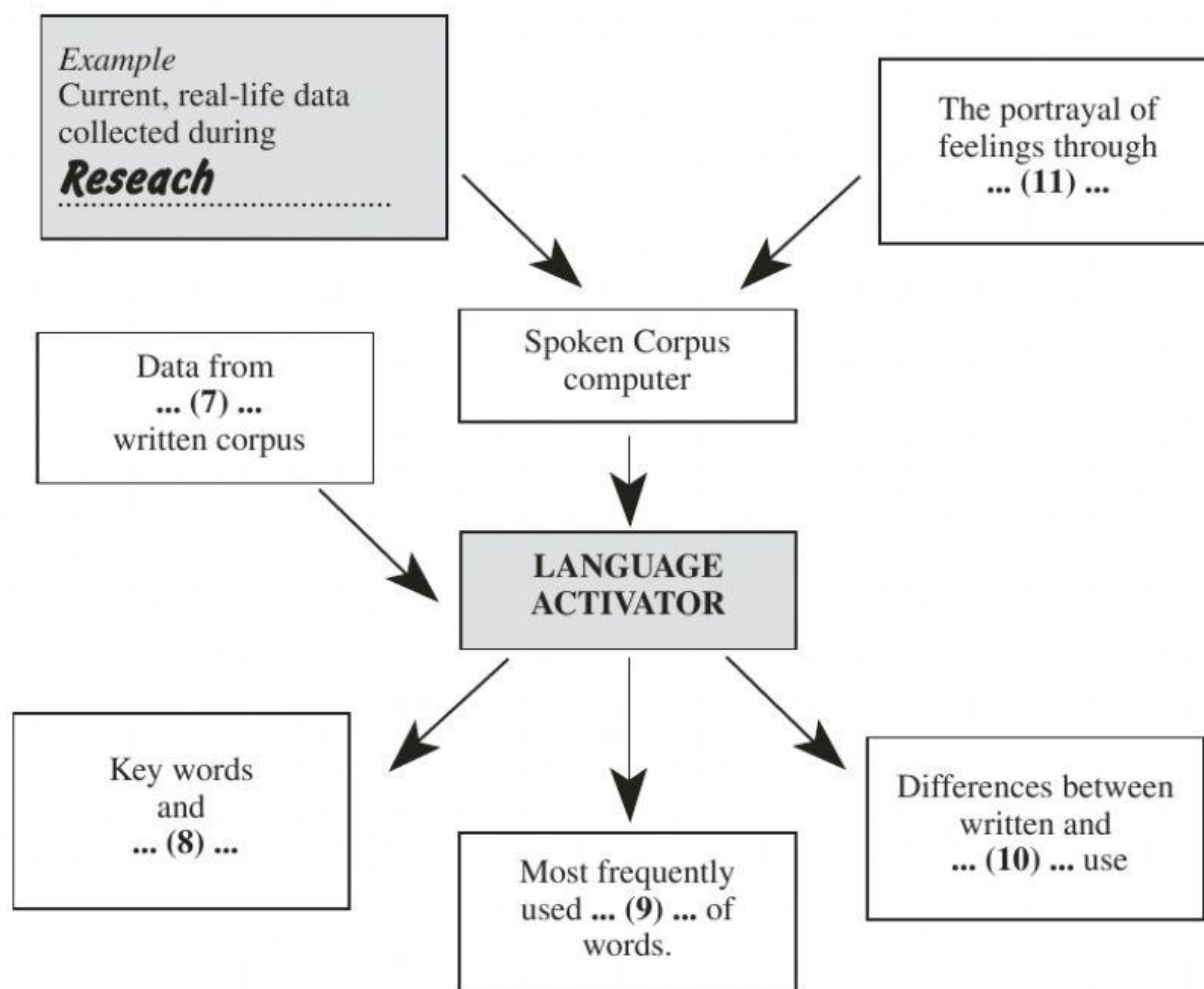 Example
Current, real-life data
collected during
Reseach
........................................
The portrayal of
feelings through
... (11) ...
Spoken Corpus
computer
Data from
... (7) ...
written corpus
LANGUAGE
ACTIVATOR
Key words
and
... (8) ...
Most frequently
used ... (9) ... of
words.
Differences between
written and
... (10) ... use